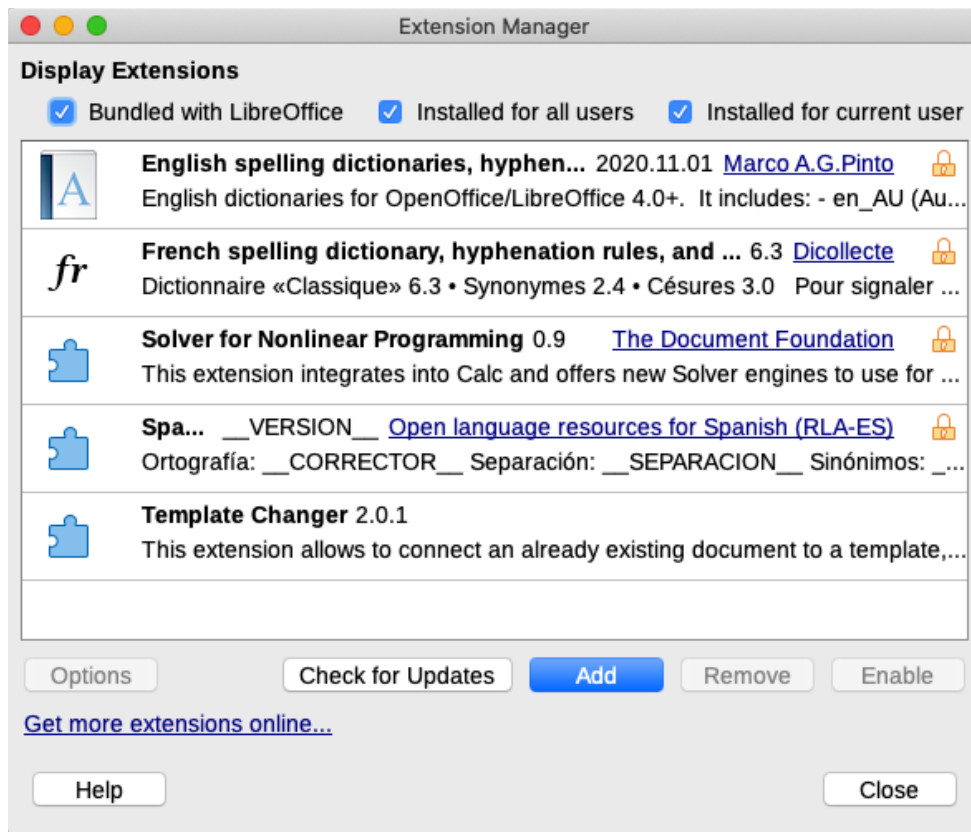 Extension Manager
Display Extensions
Bundled with LibreOffice Installed for all users Installed for current user
English spelling dictionaries, hyphen... 2020.11.01 Marco A.G.Pinto
A English dictionaries for OpenOffice/LibreOffice 4.0+. It includes: - en_AU (Au...
French spelling dictionary, hyphenation rules, and ... 6.3 Dicollecte
fr Dictionnaire «Classique» 6.3 • Synonymes 2.4 • Césures 3.0 Pour signaler ...
Solver for Nonlinear Programming 0.9 The Document Foundation
This extension integrates into Calc and offers new Solver engines to use for ...
Spa... __VERSION__ Open language resources for Spanish (RLA-ES)
Ortografía: __CORRECTOR__ Separación: __SEPARACION__ Sinónimos: _...
Template Changer 2.0.1
This extension allows to connect an already existing document to a template,...
Options Check for Updates Add Remove Enable
Get more extensions online...
Help Close